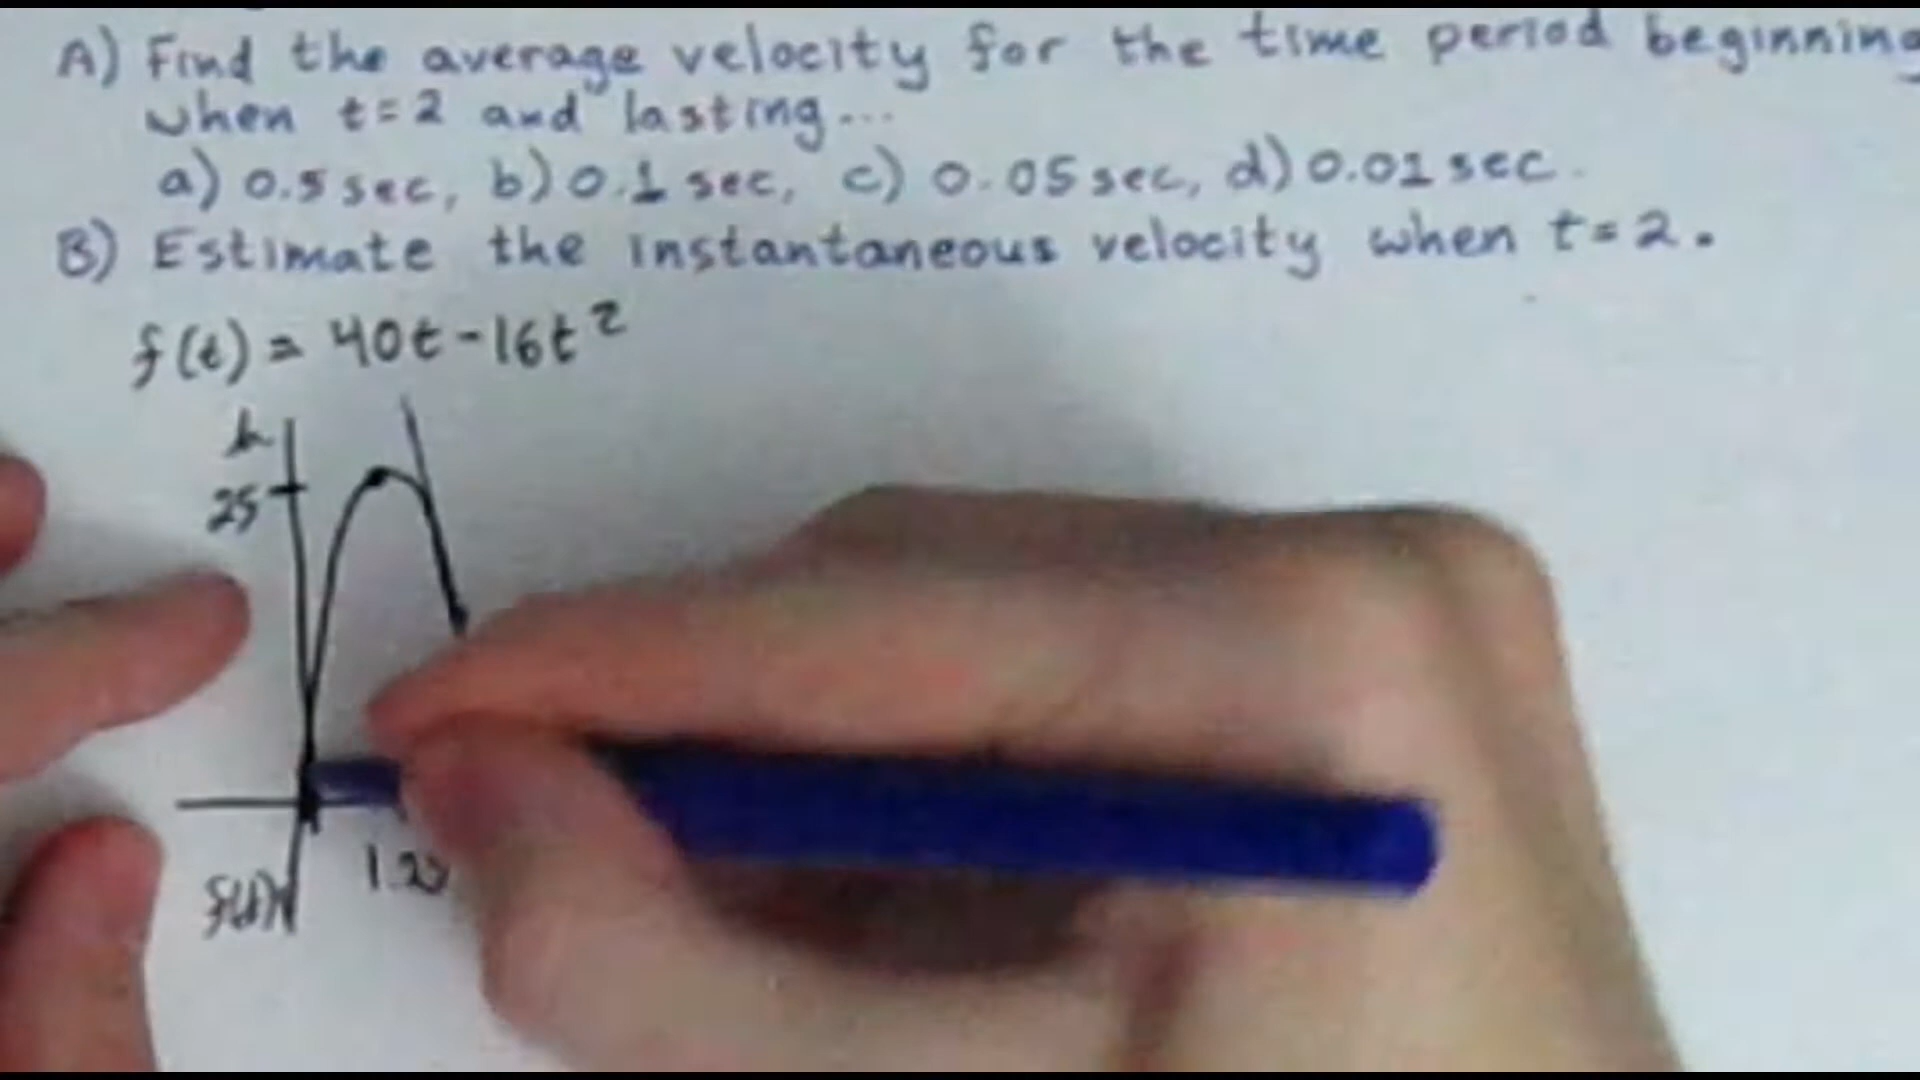 A) Find the average velocity for the time period beginning
when t=2 and lasting...
a) 0.5 sec, b) 0.1 sec, c) 0.05 sec, d) 0.01 sec.
B) Estimate the instantaneous velocity when t=2.
f(t) = 40t-16t²
h
25
1.25
f(t)